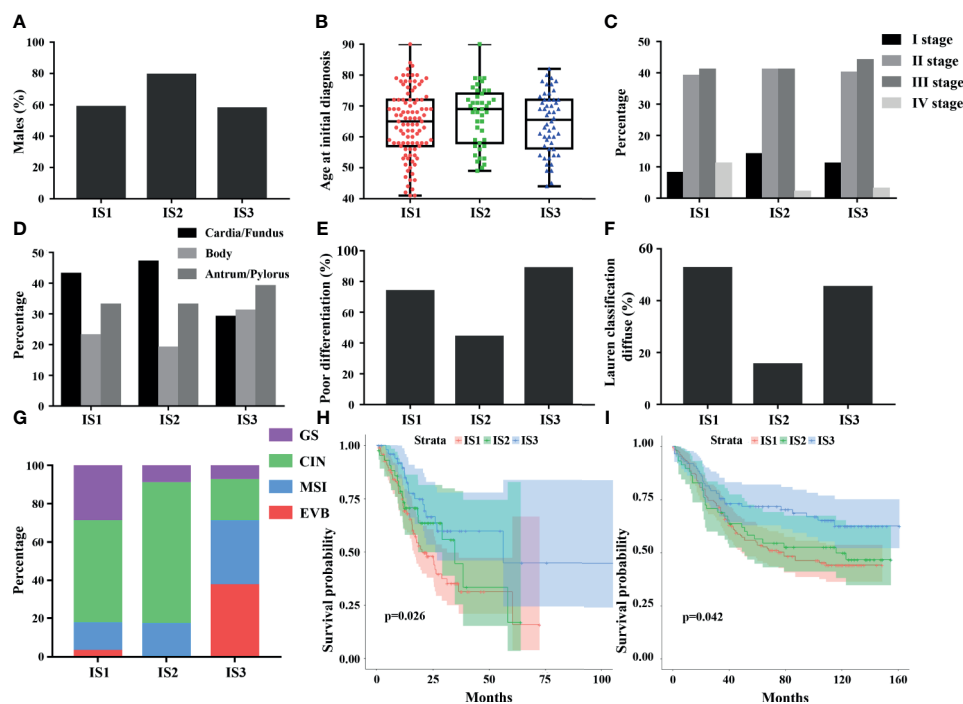 A
Males (%)
100
80
60
40
20
0
IS1 IS2 IS3
B
Age at initial diagnosis
90
80
70
60
50
40
IS1 IS2 IS3
C
Percentage
50
40
30
20
10
0
IS1 IS2 IS3
I stage
II stage
III stage
IV stage
D
Percentage
50
40
30
20
10
0
IS1 IS2 IS3
Cardia/Fundus
Body
Antrum/Pylorus
E
Poor differentiation (%)
100
80
60
40
20
0
IS1 IS2 IS3
F
Lauren classification
diffuse (%)
60
40
20
0
IS1 IS2 IS3
G
Percentage
100
80
60
40
20
0
IS1 IS2 IS3
GS
CIN
MSI
EVB
H
Strata IS1 IS2 IS3
Survival probability
1.00
0.75
0.50
0.25
0.00
p=0.026
0 25 50 75 100
Months
I
Strata IS1 IS2 IS3
Survival probability
1.00
0.75
0.50
0.25
0.00
p=0.042
0 40 80 120 160
Months